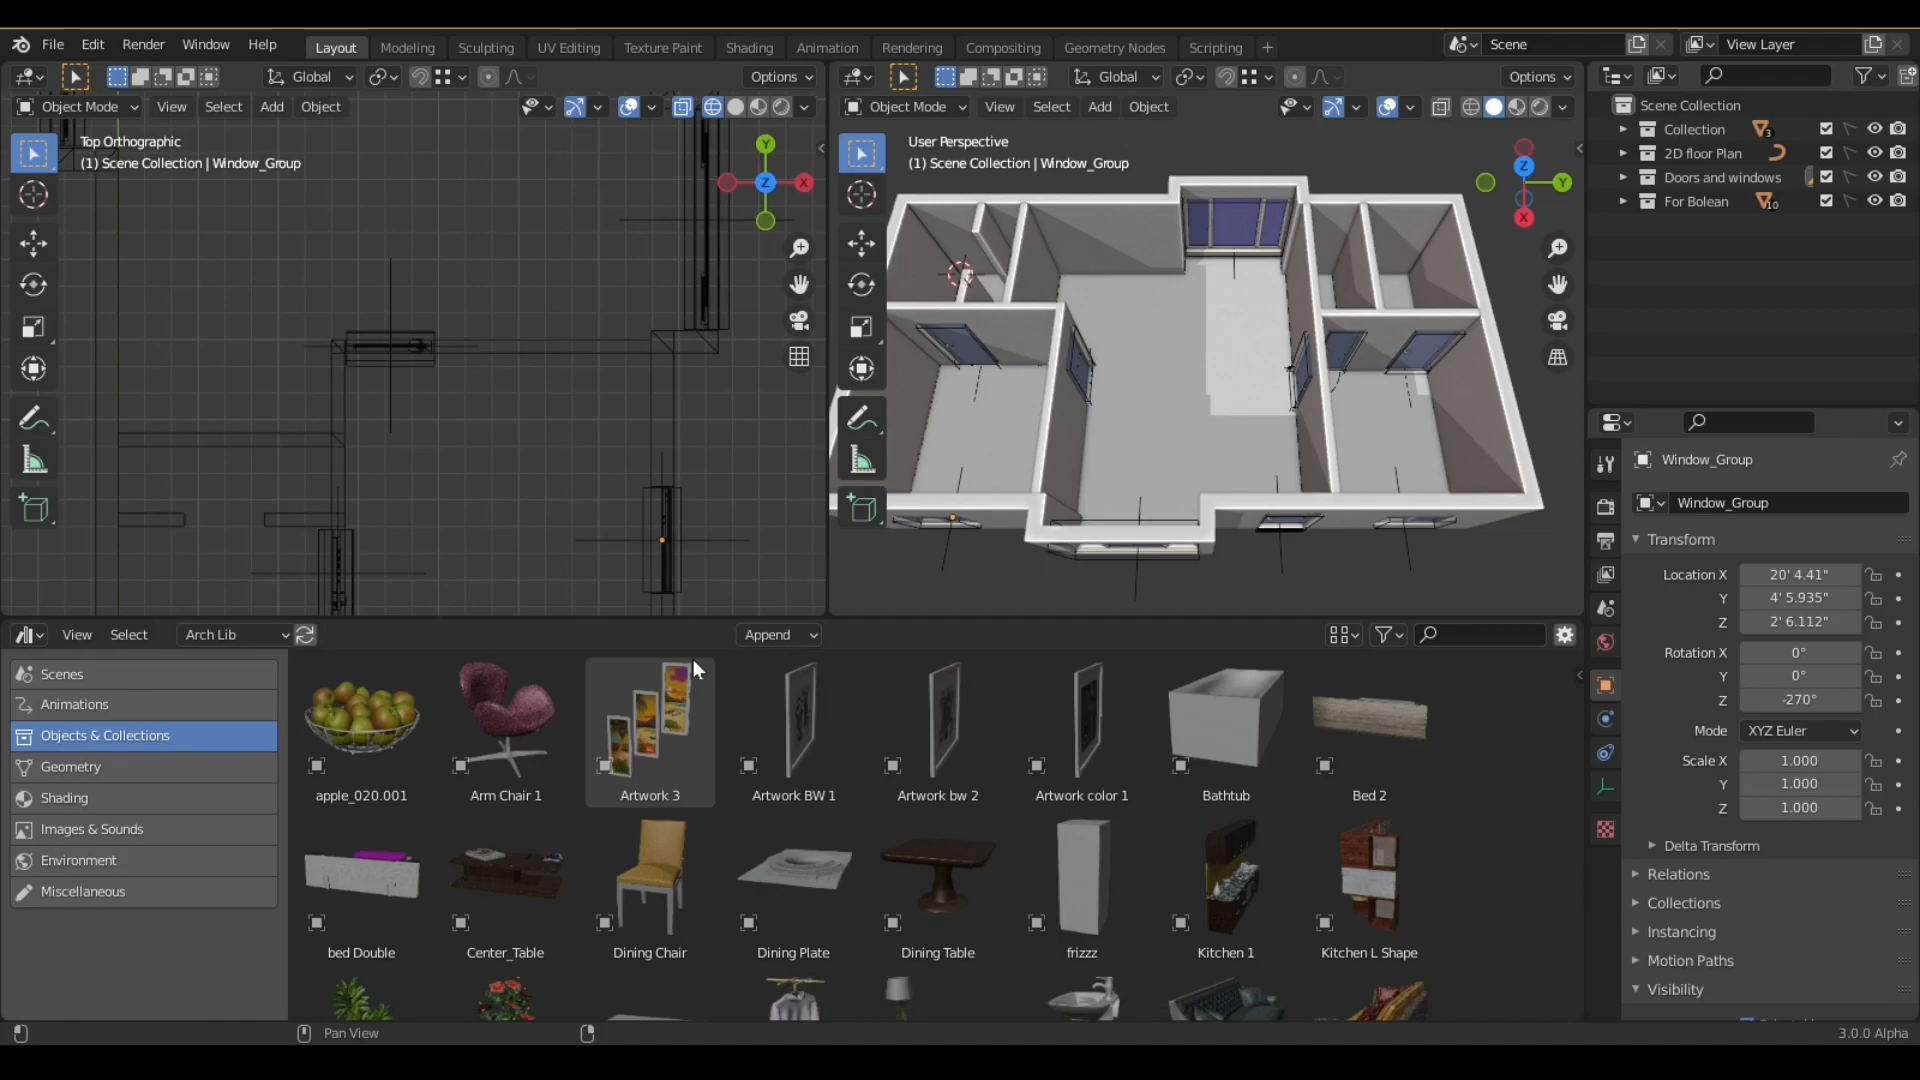 File Edit Render Window Help Layout Modeling Sculpting UV Editing Texture Paint Shading Animation Rendering Compositing Geometry Nodes Scripting + Scene View Layer
Global Options Global Options
Object Mode View Select Add Object Object Mode View Select Add Object
Top Orthographic
(1) Scene Collection | Window_Group
Y
Z
X
User Perspective
(1) Scene Collection | Window_Group
Z
Y
X
Scene Collection
Collection 3
2D floor Plan
Doors and windows
For Bolean 10
Window_Group
Window_Group
Transform
Location X 20' 4.41"
Y 4' 5.935"
Z 2' 6.112"
Rotation X 0°
Y 0°
Z -270°
Mode XYZ Euler
Scale X 1.000
Y 1.000
Z 1.000
Delta Transform
Relations
Collections
Instancing
Motion Paths
Visibility
View Select Arch Lib Append
Scenes
Animations
Objects & Collections
Geometry
Shading
Images & Sounds
Environment
Miscellaneous
apple_020.001 Arm Chair 1 Artwork 3 Artwork BW 1 Artwork bw 2 Artwork color 1 Bathtub Bed 2
bed Double Center_Table Dining Chair Dining Plate Dining Table frizzz Kitchen 1 Kitchen L Shape
Pan View 3.0.0 Alpha